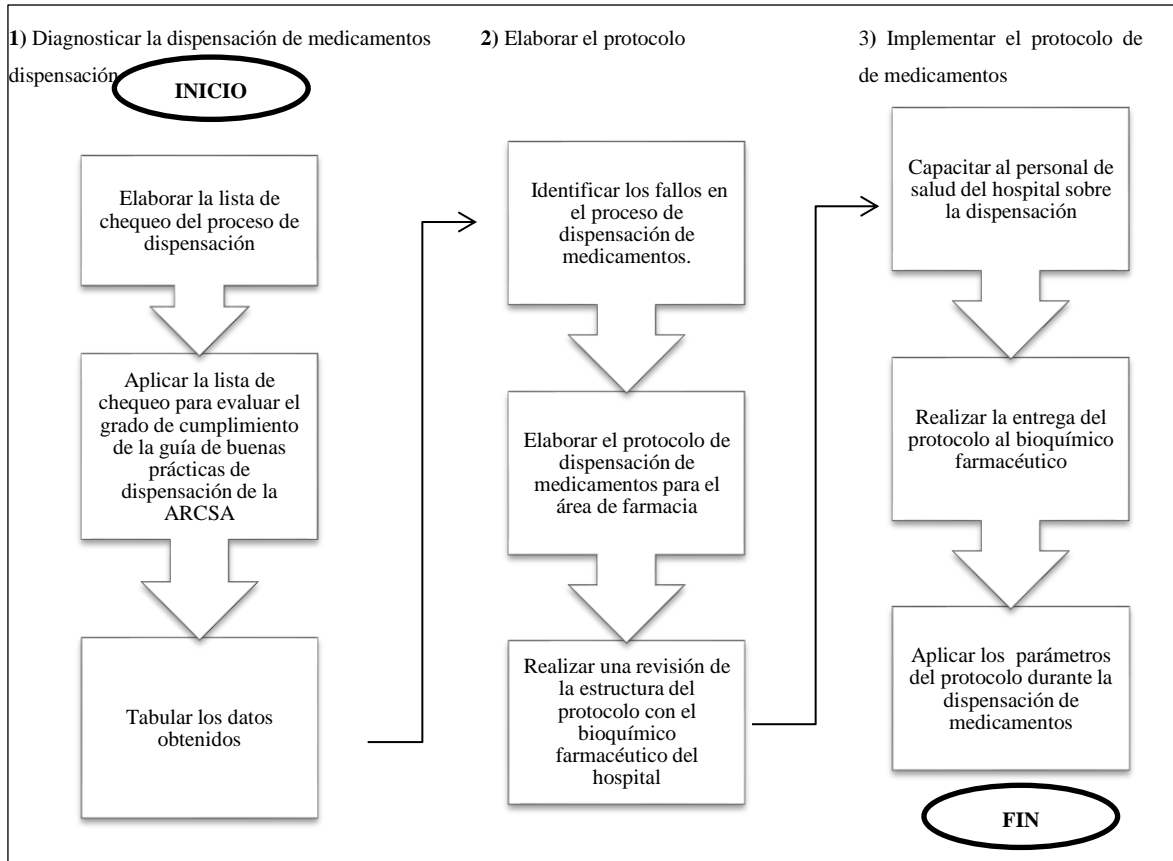 1) Diagnosticar la dispensación de medicamentos
dispensación
INICIO
Elaborar la lista de
chequeo del proceso de
dispensación
Aplicar la lista de
chequeo para evaluar el
grado de cumplimiento
de la guía de buenas
prácticas de
dispensación de la
ARCSA
Tabular los datos
obtenidos
2) Elaborar el protocolo
Identificar los fallos en
el proceso de
dispensación de
medicamentos.
Elaborar el protocolo de
dispensación de
medicamentos para el
área de farmacia
Realizar una revisión de
la estructura del
protocolo con el
bioquímico
farmacéutico del
hospital
3) Implementar el protocolo de
de medicamentos
Capacitar al personal de
salud del hospital sobre
la dispensación
Realizar la entrega del
protocolo al bioquímico
farmacéutico
Aplicar los parámetros
del protocolo durante la
dispensación de
medicamentos
FIN